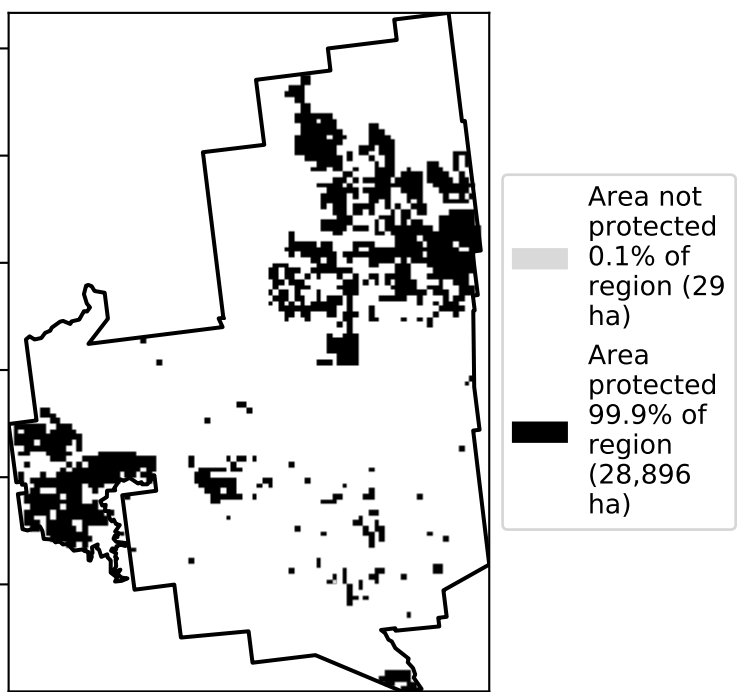 Area not
protected
0.1% of
region (29
ha)
Area
protected
99.9% of
region
(28,896
ha)